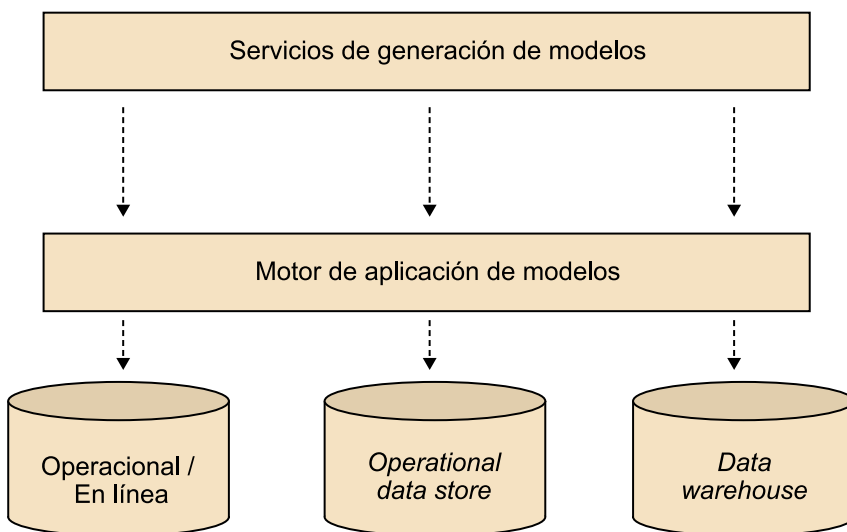 Servicios de generación de modelos
Motor de aplicación de modelos
Operacional /
En línea
Operational
data store
Data
warehouse